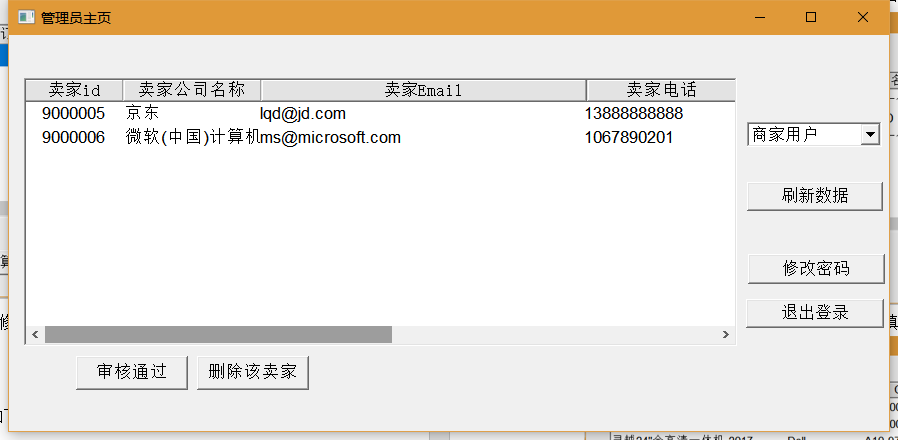 管理员主页
卖家id 卖家公司名称 卖家Email 卖家电话
9000005 京东 lqd@jd.com 13888888888
9000006 微软(中国)计算机 ms@microsoft.com 1067890201
商家用户
刷新数据
修改密码
退出登录
审核通过 删除该卖家